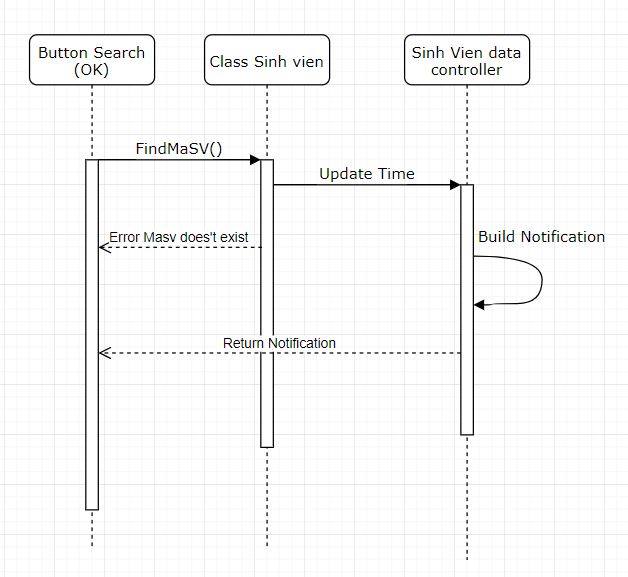 Button Search
(OK)
Class Sinh vien
Sinh Vien data
controller
FindMaSV()
Update Time
Error Masv does't exist
Build Notification
Return Notification